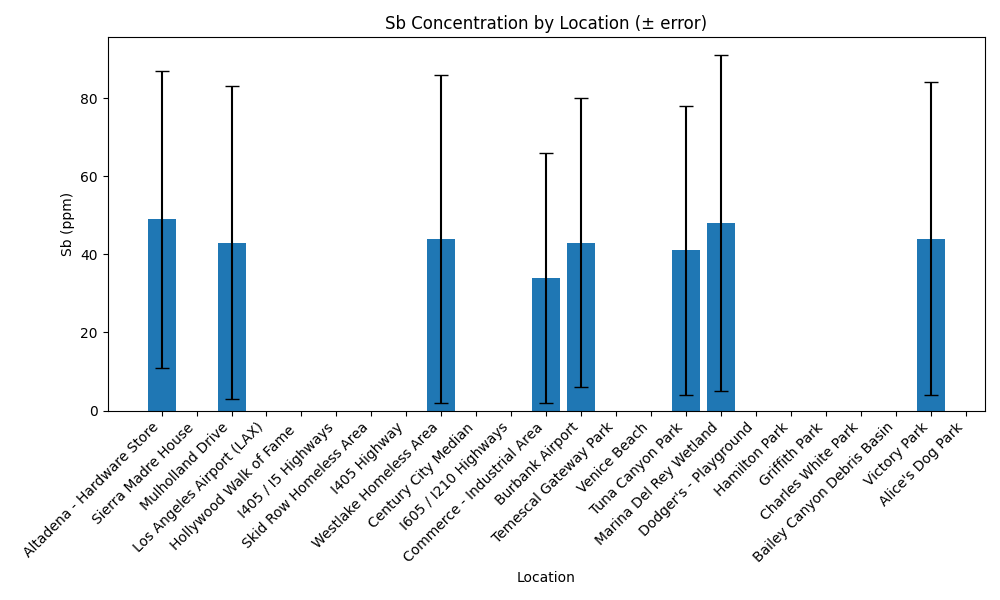 Sb Concentration by Location (± error)
Sb (ppm)
80
60
40
20
0
Altadena - Hardware Store
Sierra Madre House
Mulholland Drive
Los Angeles Airport (LAX)
Hollywood Walk of Fame
I405 / I5 Highways
Skid Row Homeless Area
I405 Highway
Westlake Homeless Area
Century City Median
I605 / I210 Highways
Commerce - Industrial Area
Burbank Airport
Temescal Gateway Park
Venice Beach
Tuna Canyon Park
Marina Del Rey Wetland
Dodger's - Playground
Hamilton Park
Griffith Park
Charles White Park
Bailey Canyon Debris Basin
Victory Park
Alice's Dog Park
Location